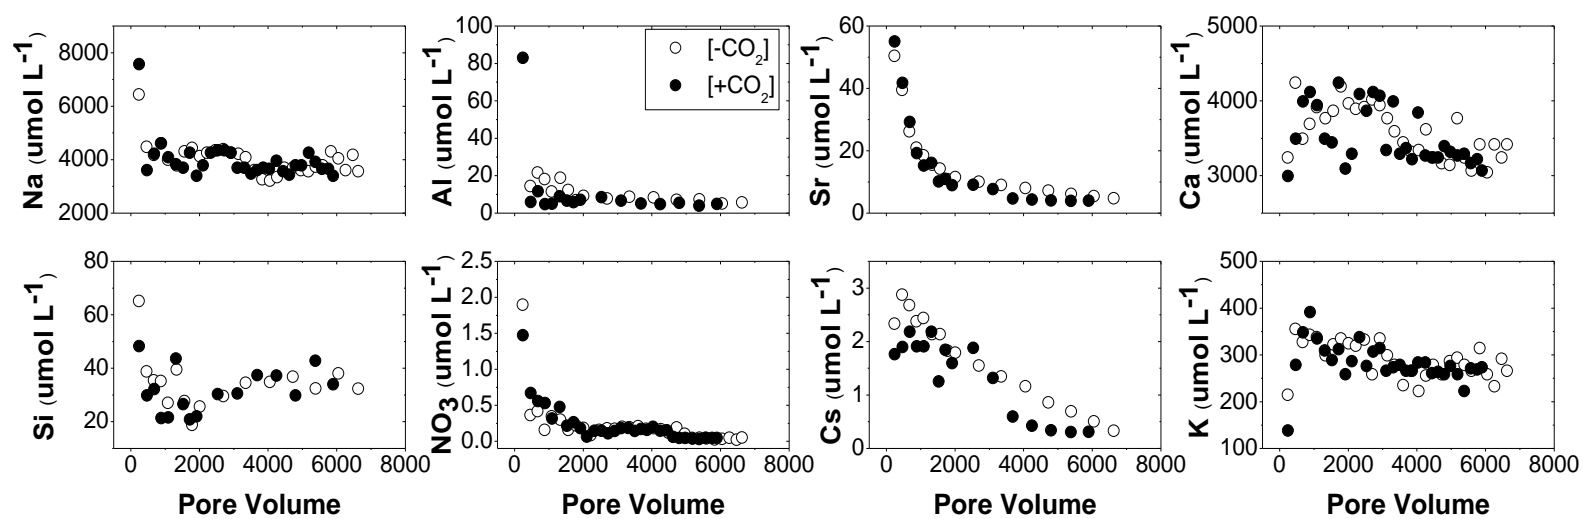 Na (umol L-1)
8000
6000
4000
2000
Al (umol L-1)
100
80
60
40
20
0
[-CO2]
[+CO2]
Sr (umol L-1)
60
40
20
0
Ca (umol L-1)
5000
4000
3000
Si (umol L-1)
80
60
40
20
0 2000 4000 6000 8000
Pore Volume
NO3 (umol L-1)
2.5
2.0
1.5
1.0
0.5
0.0
0 2000 4000 6000 8000
Pore Volume
Cs (umol L-1)
3
2
1
0
0 2000 4000 6000 8000
Pore Volume
K (umol L-1)
500
400
300
200
100
0 2000 4000 6000 8000
Pore Volume